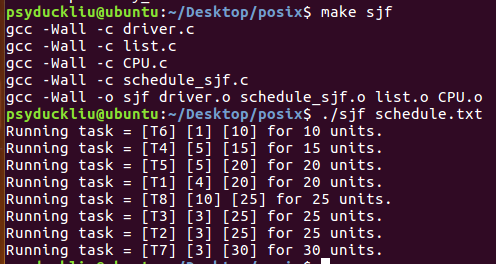 psyduckliu@ubuntu:~/Desktop/posix$ make sjf
gcc -Wall -c driver.c
gcc -Wall -c list.c
gcc -Wall -c CPU.c
gcc -Wall -c schedule_sjf.c
gcc -Wall -o sjf driver.o schedule_sjf.o list.o CPU.o
psyduckliu@ubuntu:~/Desktop/posix$ ./sjf schedule.txt
Running task = [T6] [1] [10] for 10 units.
Running task = [T4] [5] [15] for 15 units.
Running task = [T5] [5] [20] for 20 units.
Running task = [T1] [4] [20] for 20 units.
Running task = [T8] [10] [25] for 25 units.
Running task = [T3] [3] [25] for 25 units.
Running task = [T2] [3] [25] for 25 units.
Running task = [T7] [3] [30] for 30 units.